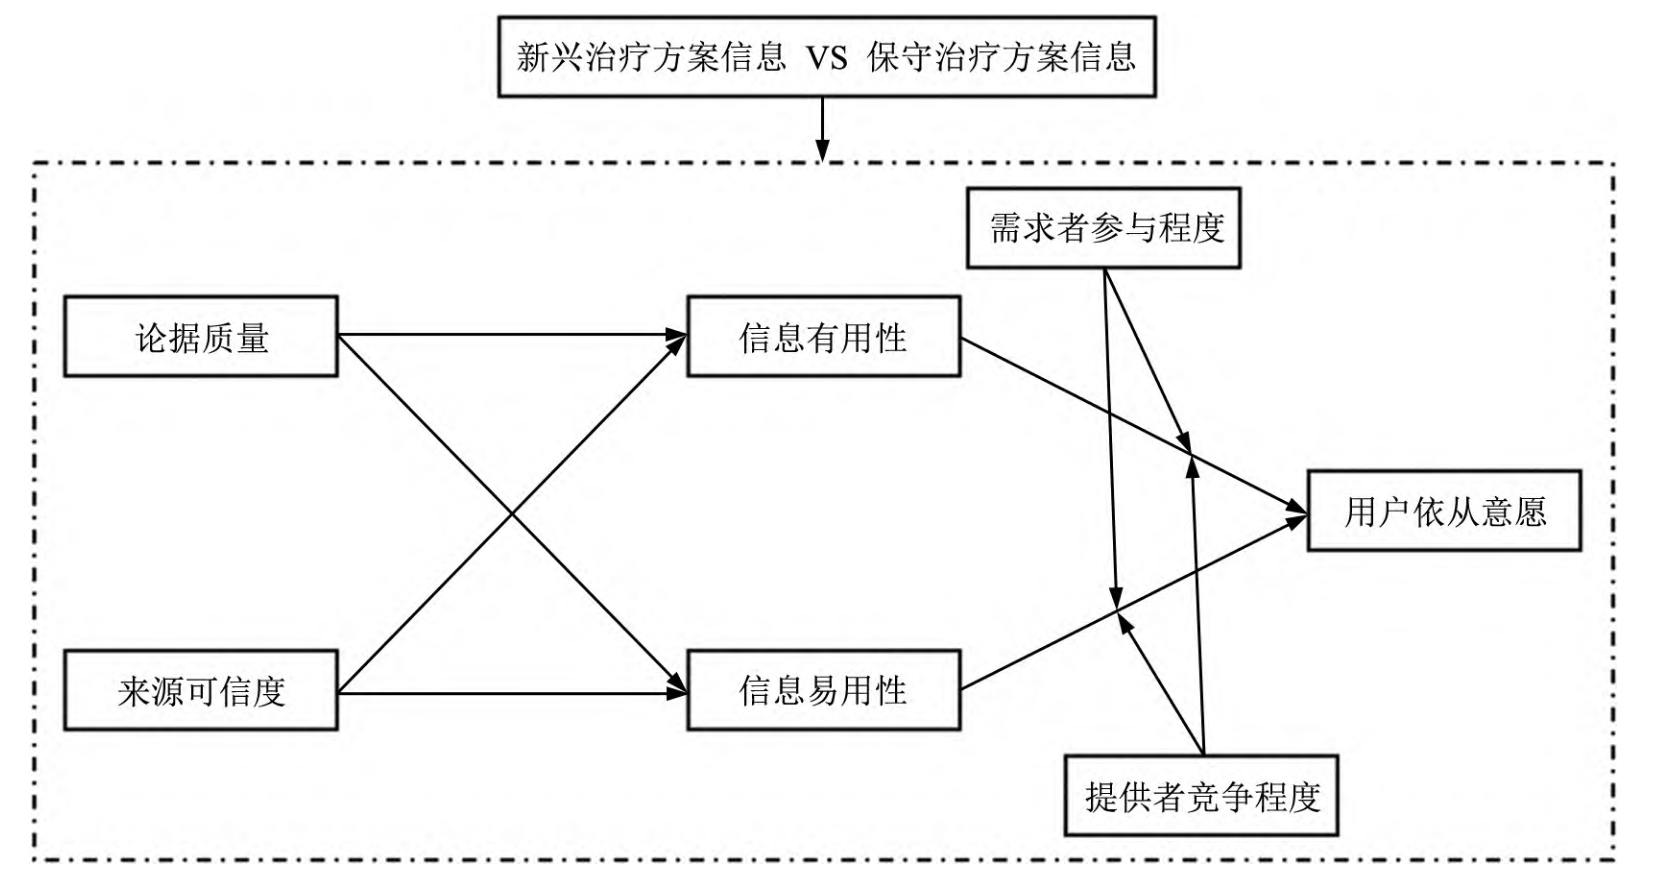 新兴治疗方案信息 VS 保守治疗方案信息
需求者参与程度
论据质量
信息有用性
用户依从意愿
来源可信度
信息易用性
提供者竞争程度